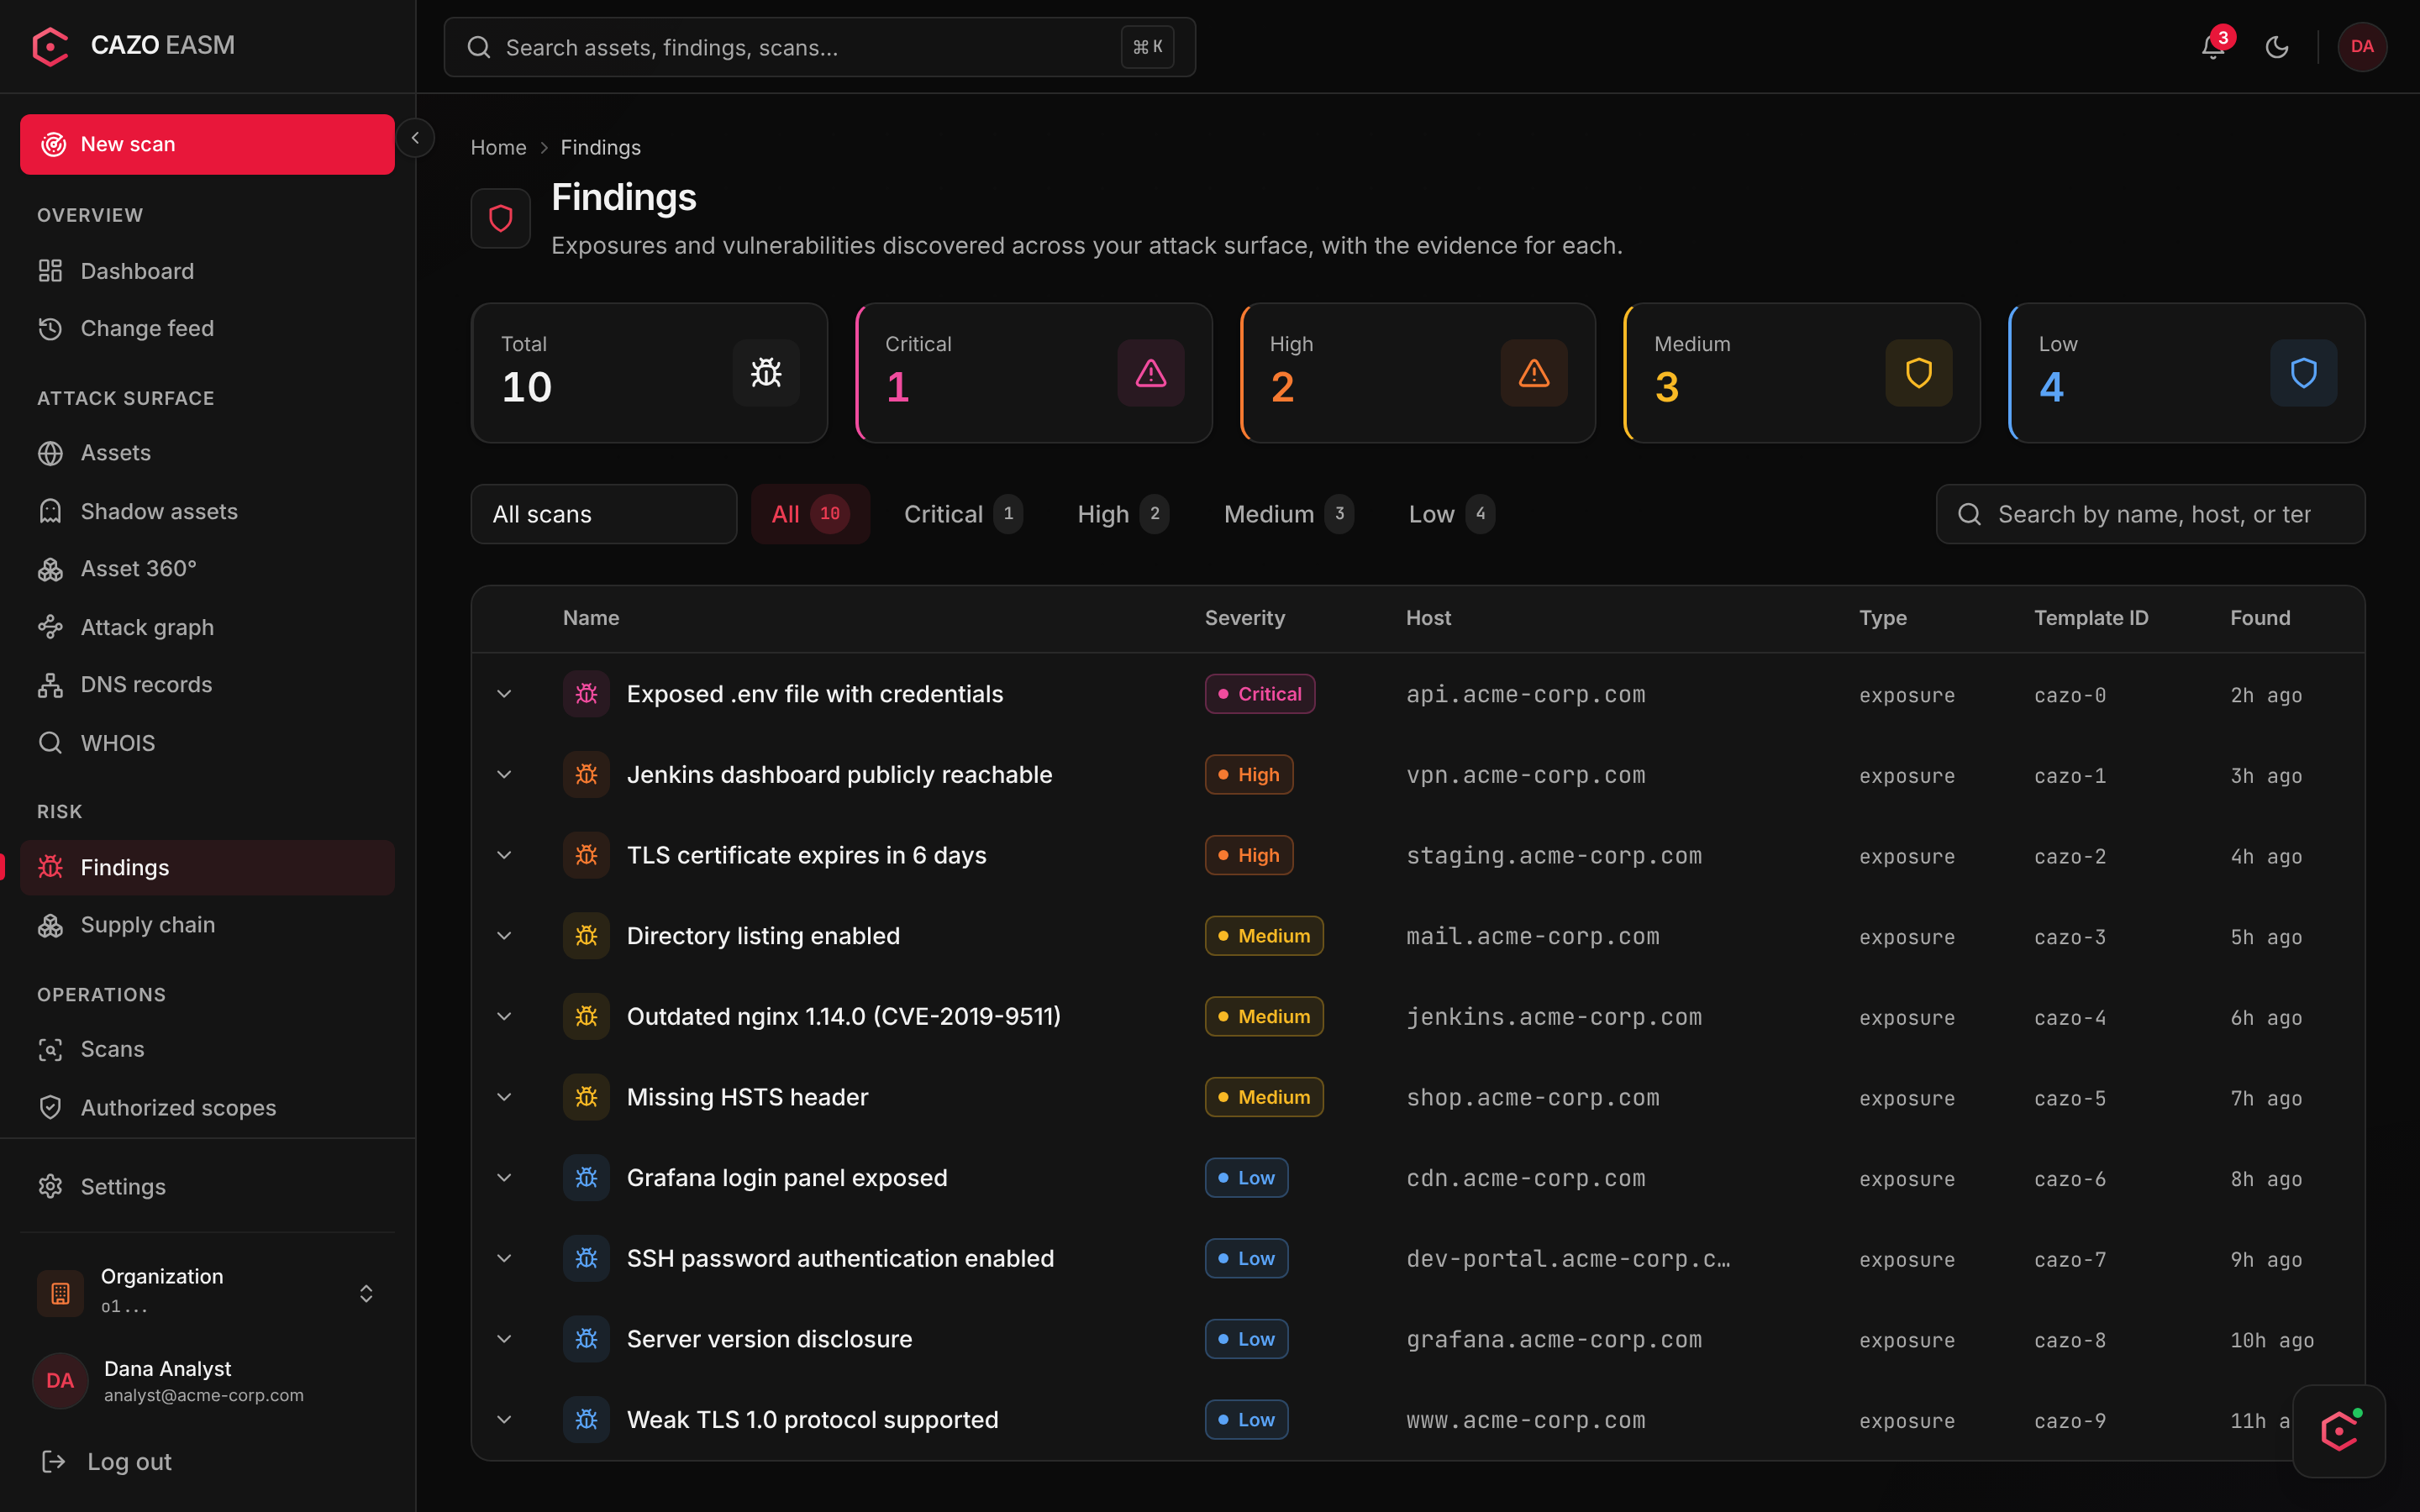 CAZO EASM
Search assets, findings, scans...
⌘ K
3
DA
New scan
OVERVIEW
Dashboard
Change feed
ATTACK SURFACE
Assets
Shadow assets
Asset 360°
Attack graph
DNS records
WHOIS
RISK
Findings
Supply chain
OPERATIONS
Scans
Authorized scopes
Settings
Organization
o1...
DA
Dana Analyst
analyst@acme-corp.com
Log out
Home > Findings
Findings
Exposures and vulnerabilities discovered across your attack surface, with the evidence for each.
Total
10
Critical
1
High
2
Medium
3
Low
4
All scans
All 10
Critical 1
High 2
Medium 3
Low 4
Search by name, host, or ter
Name Severity Host Type Template ID Found
Exposed .env file with credentials Critical api.acme-corp.com exposure cazo-0 2h ago
Jenkins dashboard publicly reachable High vpn.acme-corp.com exposure cazo-1 3h ago
TLS certificate expires in 6 days High staging.acme-corp.com exposure cazo-2 4h ago
Directory listing enabled Medium mail.acme-corp.com exposure cazo-3 5h ago
Outdated nginx 1.14.0 (CVE-2019-9511) Medium jenkins.acme-corp.com exposure cazo-4 6h ago
Missing HSTS header Medium shop.acme-corp.com exposure cazo-5 7h ago
Grafana login panel exposed Low cdn.acme-corp.com exposure cazo-6 8h ago
SSH password authentication enabled Low dev-portal.acme-corp.c… exposure cazo-7 9h ago
Server version disclosure Low grafana.acme-corp.com exposure cazo-8 10h ago
Weak TLS 1.0 protocol supported Low www.acme-corp.com exposure cazo-9 11h a